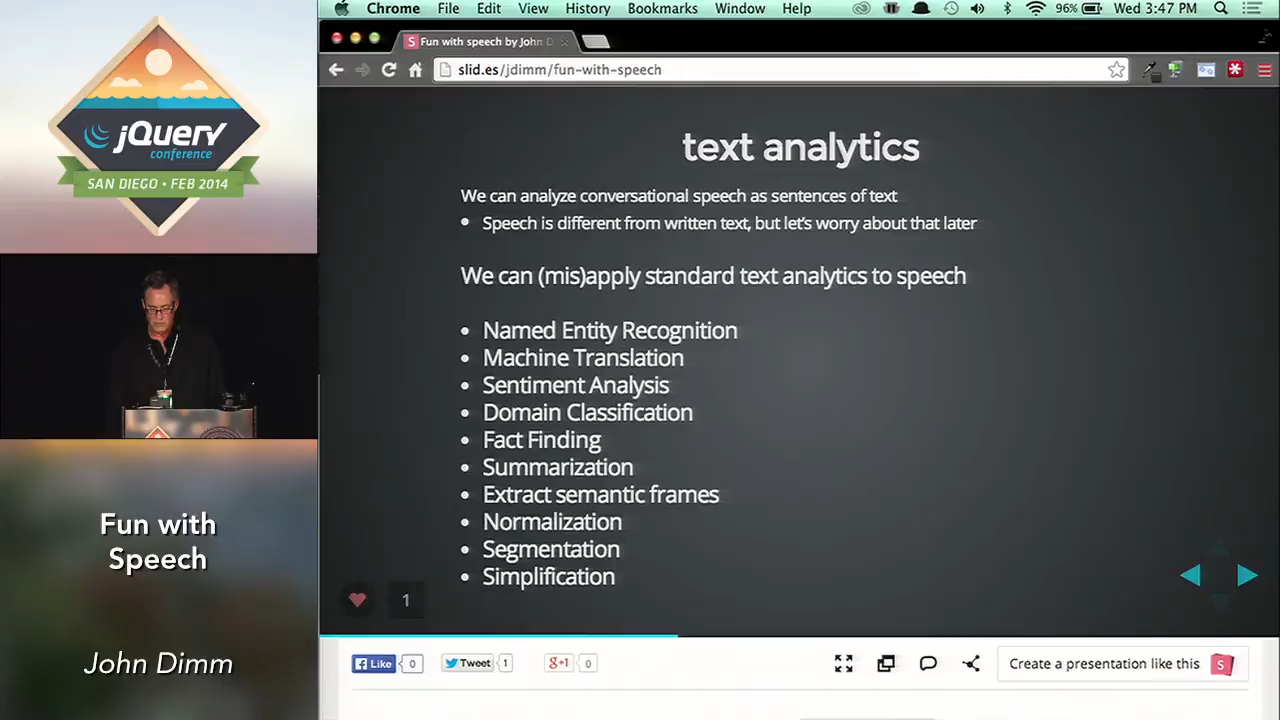 Chrome File Edit View History Bookmarks Window Help 96% Wed 3:47 PM
Fun with speech by John D
slid.es/jdimm/fun-with-speech
jQuery
conference
SAN DIEGO • FEB 2014
text analytics
We can analyze conversational speech as sentences of text
• Speech is different from written text, but let's worry about that later
We can (mis)apply standard text analytics to speech
• Named Entity Recognition
• Machine Translation
• Sentiment Analysis
• Domain Classification
• Fact Finding
• Summarization
• Extract semantic frames
• Normalization
• Segmentation
• Simplification
1
Like 0 Tweet 1 g+1 0 Create a presentation like this S
Fun with
Speech
John Dimm